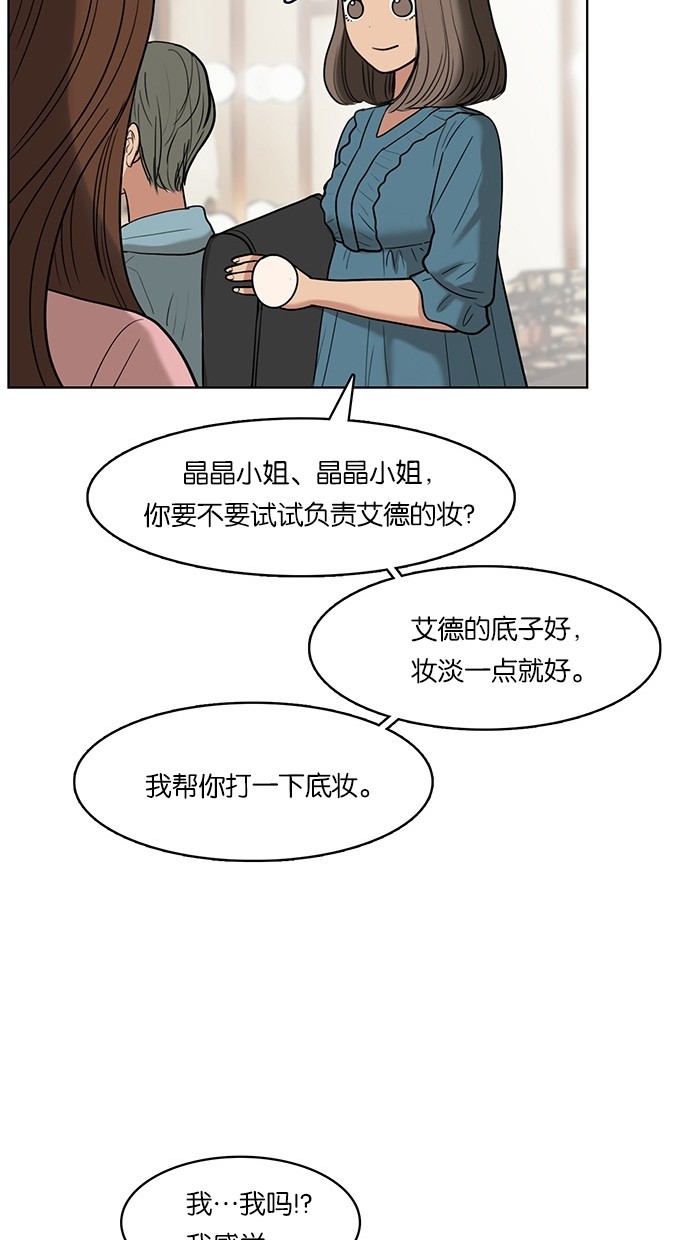 晶晶小姐、晶晶小姐，
你要不要试试负责艾德的妆?
艾德的底子好，
妆淡一点就好。
我帮你打一下底妆。
我…我吗!?